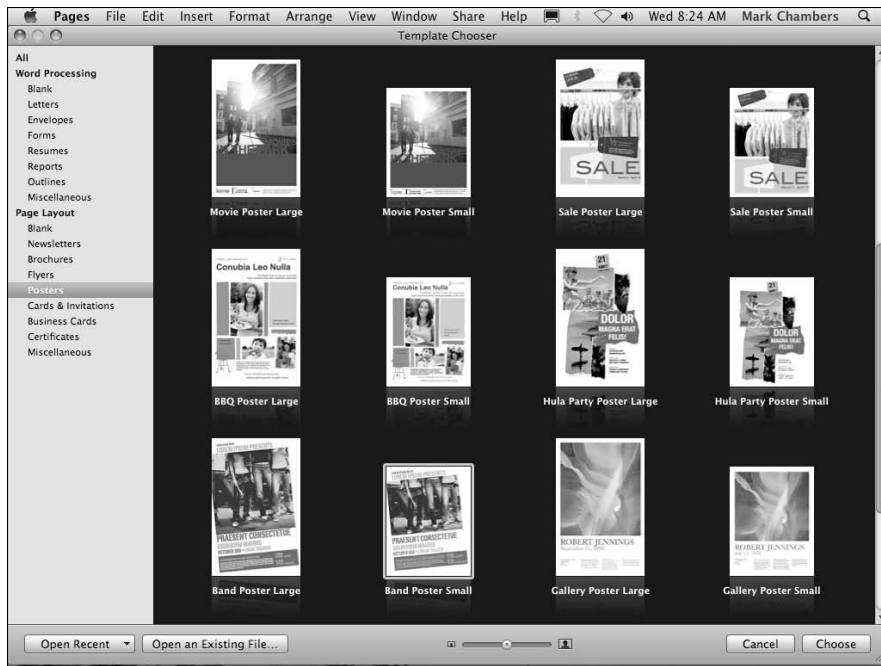 Pages File Edit Insert Format Arrange View Window Share Help Wed 8:24 AM Mark Chambers
Template Chooser
All
Word Processing
Blank
Letters
Envelopes
Forms
Resumes
Reports
Outlines
Miscellaneous
Page Layout
Blank
Newsletters
Brochures
Flyers
Posters
Cards & Invitations
Business Cards
Certificates
Miscellaneous
SALE
SALE
Movie Poster Large
Movie Poster Small
Sale Poster Large
Sale Poster Small
Conubia Leo Nulla
Conubia Leo Nulla
21
DOLOR
MAGNA ERAT
FELIS!
21
DOLOR
MAGNA ERAT
FELIS!
BBQ Poster Large
BBQ Poster Small
Hula Party Poster Large
Hula Party Poster Small
LOREM IPSUM PRESENTS
PRAESENT CONSECTETUE
LOREM IPSUM PRESENTS
PRAESENT CONSECTETUE
ROBERT JENNINGS
ROBERT JENNINGS
Band Poster Large
Band Poster Small
Gallery Poster Large
Gallery Poster Small
Open Recent
Open an Existing File...
Cancel
Choose